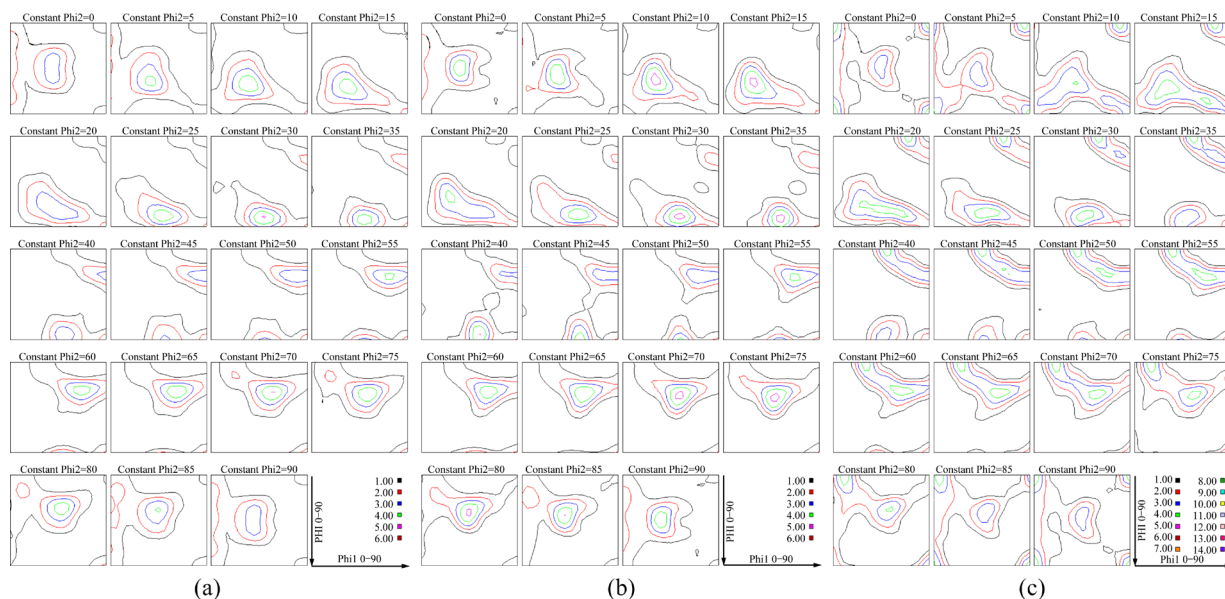 Constant Phi2=0 Constant Phi2=5 Constant Phi2=10 Constant Phi2=15 Constant Phi2=0 Constant Phi2=5 Constant Phi2=10 Constant Phi2=15 Constant Phi2=0 Constant Phi2=5 Constant Phi2=10 Constant Phi2=15
Constant Phi2=20 Constant Phi2=25 Constant Phi2=30 Constant Phi2=35 Constant Phi2=20 Constant Phi2=25 Constant Phi2=30 Constant Phi2=35 Constant Phi2=20 Constant Phi2=25 Constant Phi2=30 Constant Phi2=35
Constant Phi2=40 Constant Phi2=45 Constant Phi2=50 Constant Phi2=55 Constant Phi2=40 Constant Phi2=45 Constant Phi2=50 Constant Phi2=55 Constant Phi2=40 Constant Phi2=45 Constant Phi2=50 Constant Phi2=55
Constant Phi2=60 Constant Phi2=65 Constant Phi2=70 Constant Phi2=75 Constant Phi2=60 Constant Phi2=65 Constant Phi2=70 Constant Phi2=75 Constant Phi2=60 Constant Phi2=65 Constant Phi2=70 Constant Phi2=75
Constant Phi2=80 Constant Phi2=85 Constant Phi2=90 Constant Phi2=80 Constant Phi2=85 Constant Phi2=90 Constant Phi2=80 Constant Phi2=85 Constant Phi2=90
1.00 1.00 1.00 8.00
2.00 2.00 2.00 9.00
3.00 3.00 3.00 10.00
4.00 4.00 4.00 11.00
5.00 5.00 5.00 12.00
6.00 6.00 6.00 13.00
7.00 14.00
PHI 0-90 PHI 0-90 PHI 0-90
Phi1 0-90 Phi1 0-90 Phi1 0-90
(a) (b) (c)